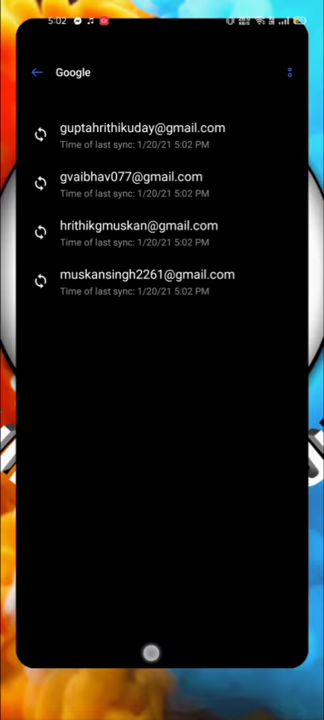 5:02
Google
guptahrithikuday@gmail.com
Time of last sync: 1/20/21 5:02 PM
gvaibhav077@gmail.com
Time of last sync: 1/20/21 5:02 PM
hrithikgmuskan@gmail.com
Time of last sync: 1/20/21 5:02 PM
muskansingh2261@gmail.com
Time of last sync: 1/20/21 5:02 PM